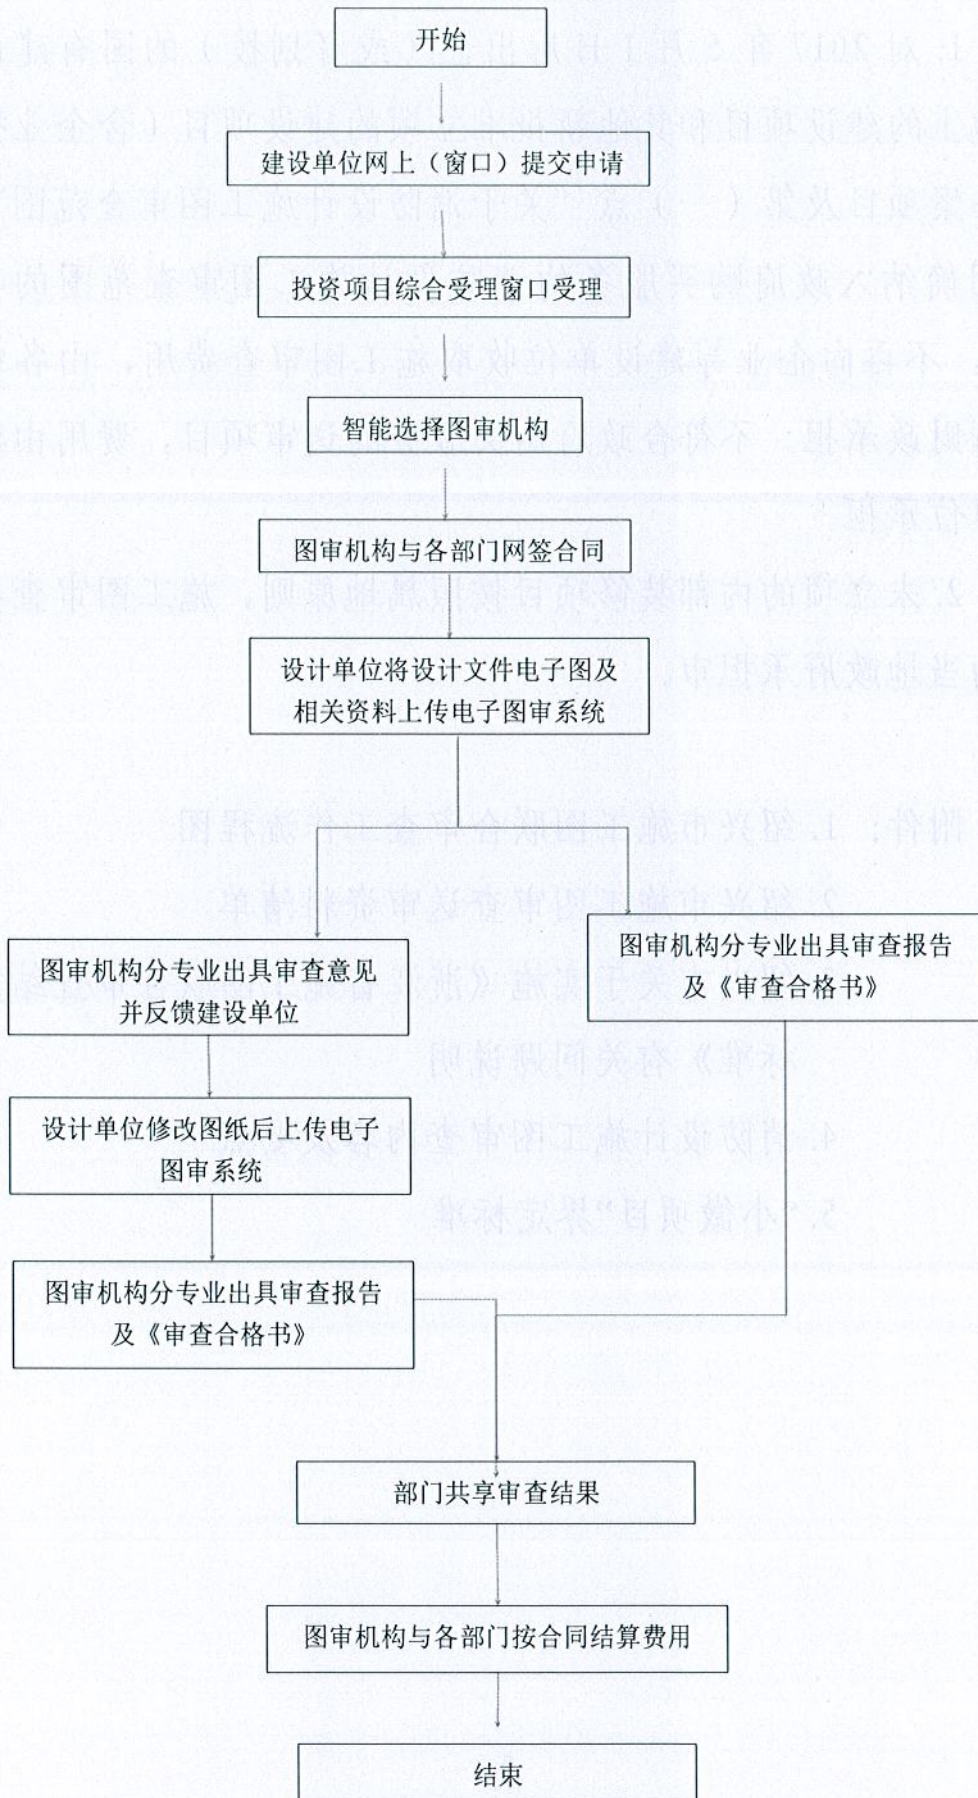 开始
建设单位网上（窗口）提交申请
投资项目综合受理窗口受理
智能选择图审机构
图审机构与各部门网签合同
设计单位将设计文件电子图及
相关资料上传电子图审系统
图审机构分专业出具审查意见
并反馈建设单位
图审机构分专业出具审查报告
及《审查合格书》
设计单位修改图纸后上传电子
图审系统
图审机构分专业出具审查报告
及《审查合格书》
部门共享审查结果
图审机构与各部门按合同结算费用
结束